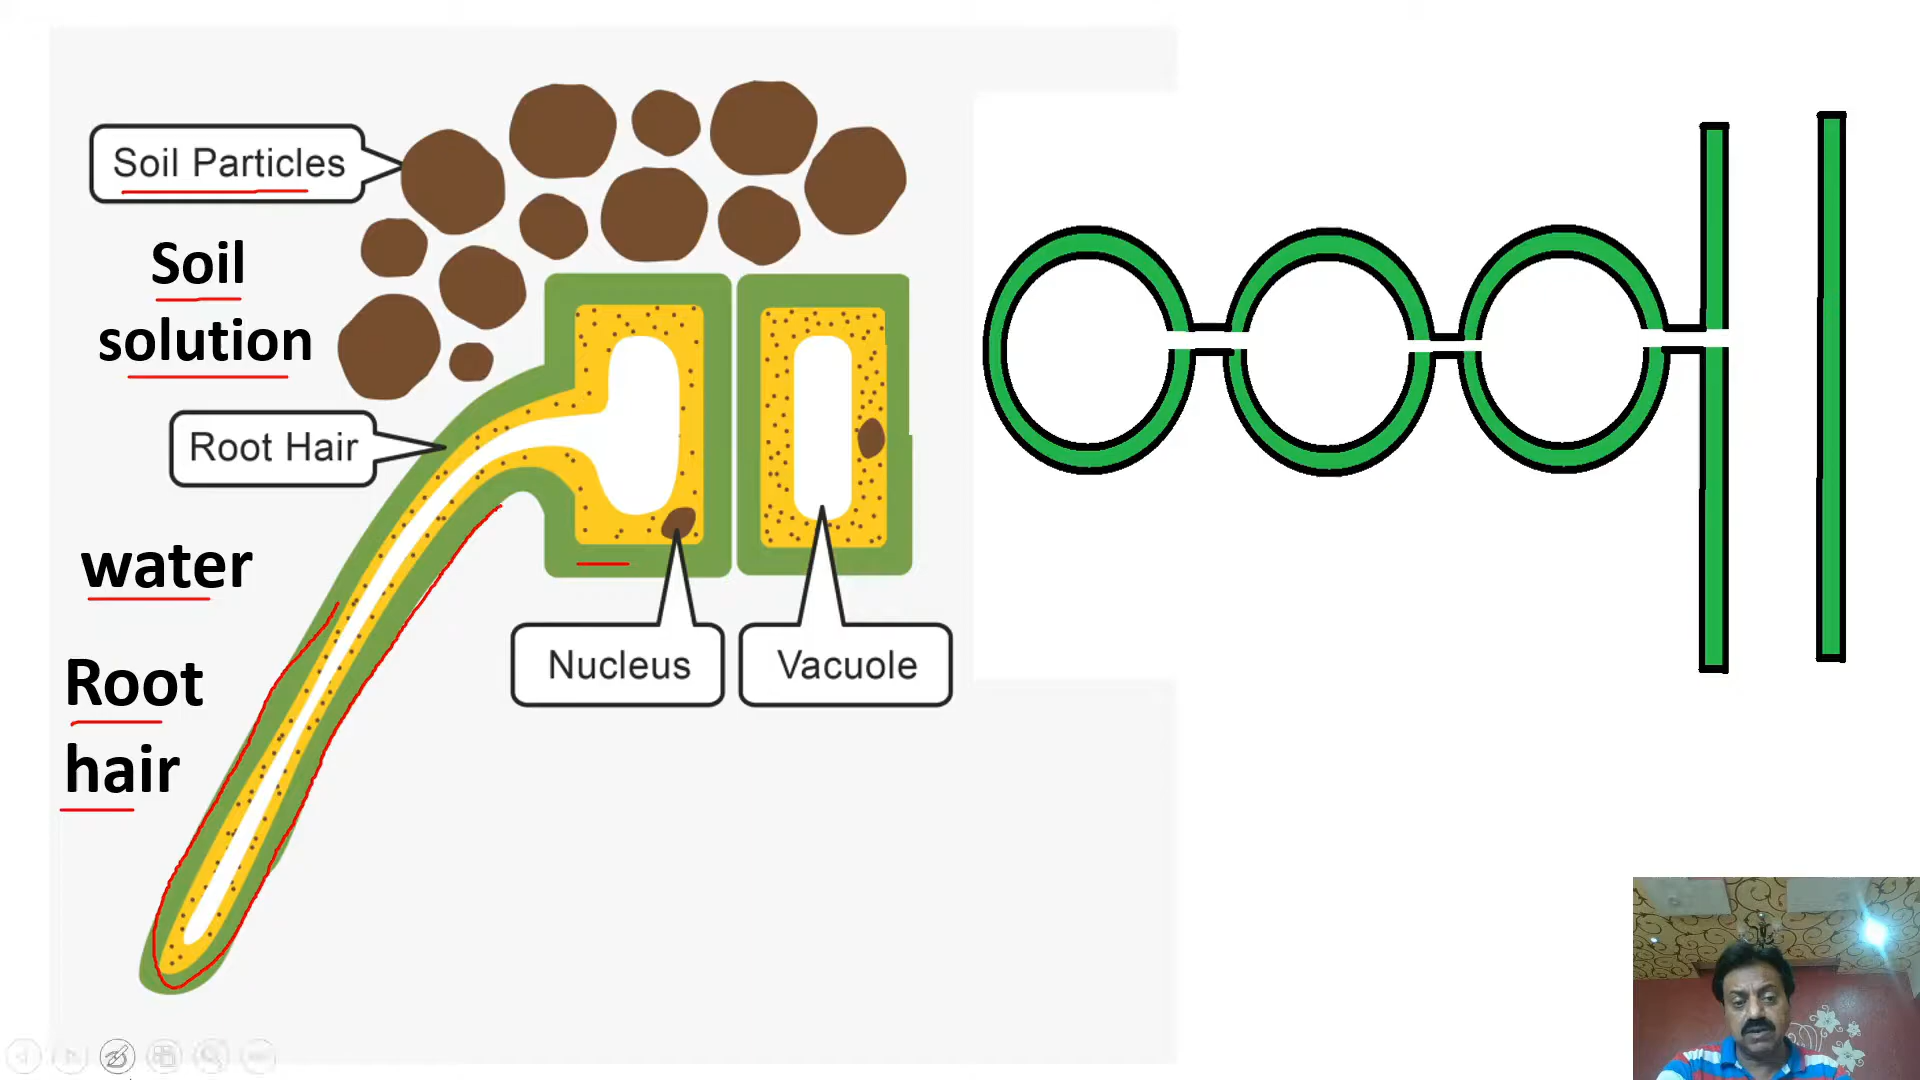 Soil Particles
Soil
solution
Root Hair
water
Root
hair
Nucleus
Vacuole